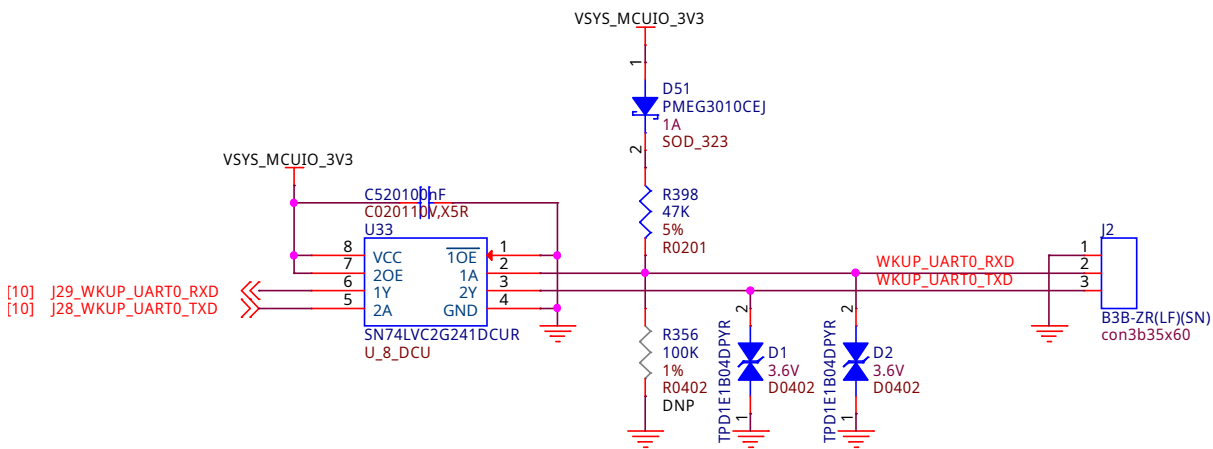 VSYS_MCUIO_3V3
1
D51
PMEG3010CEJ
1A
SOD_323
2
VSYS_MCUIO_3V3
C520100nF
C020110V,X5R
U33
R398
47K
5%
R0201
8 VCC 1OE 1
7 2OE 1A 2
6 1Y 2Y 3
5 2A GND 4
SN74LVC2G241DCUR
U_8_DCU
[10] J29_WKUP_UART0_RXD
[10] J28_WKUP_UART0_TXD
WKUP_UART0_RXD
WKUP_UART0_TXD
J2
1
2
3
B3B-ZR(LF)(SN)
con3b35x60
R356
100K
1%
R0402
DNP
2
TPD1E1B04DPYR
D1
3.6V
D0402
1
2
TPD1E1B04DPYR
D2
3.6V
D0402
1